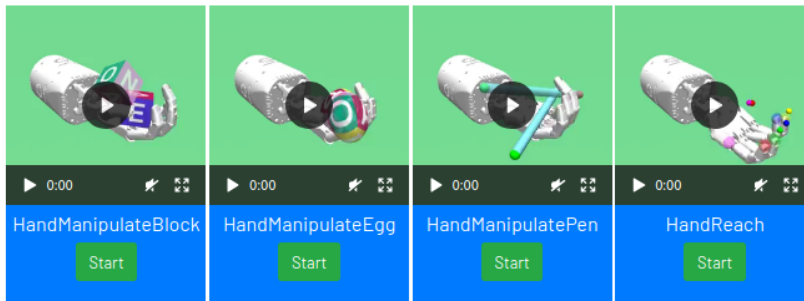 O N
E
0:00
HandManipulateBlock
Start
O
0:00
HandManipulateEgg
Start
0:00
HandManipulatePen
Start
0:00
HandReach
Start